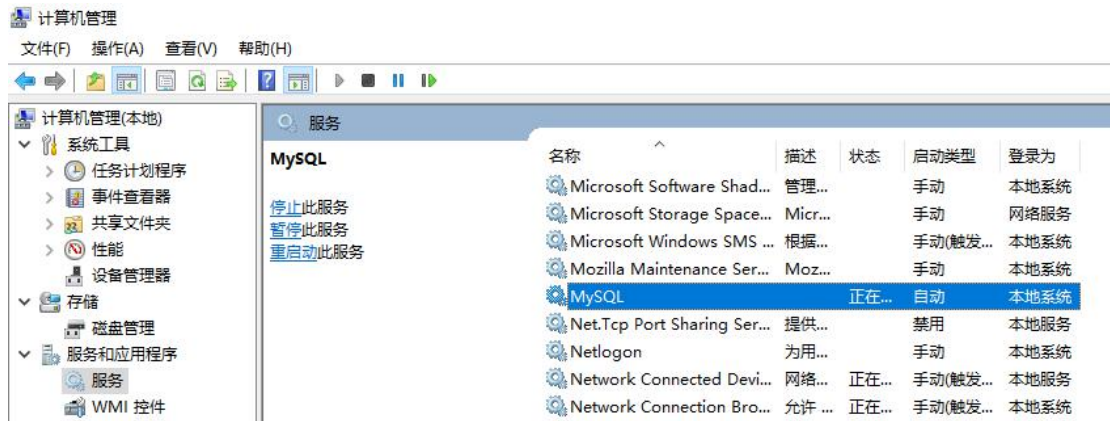 计算机管理
文件(F) 操作(A) 查看(V) 帮助(H)
计算机管理(本地)
系统工具
任务计划程序
事件查看器
共享文件夹
性能
设备管理器
存储
磁盘管理
服务和应用程序
服务
WMI 控件
服务
MySQL
停止此服务
暂停此服务
重启动此服务
名称 描述 状态 启动类型 登录为
Microsoft Software Shad... 管理... 手动 本地系统
Microsoft Storage Space... Micr... 手动 网络服务
Microsoft Windows SMS ... 根据... 手动(触发... 本地系统
Mozilla Maintenance Ser... Moz... 手动 本地系统
MySQL 正在... 自动 本地系统
Net.Tcp Port Sharing Ser... 提供... 禁用 本地服务
Netlogon 为用... 手动 本地系统
Network Connected Devi... 网络... 正在... 手动(触发... 本地服务
Network Connection Bro... 允许 ... 正在... 手动(触发... 本地系统